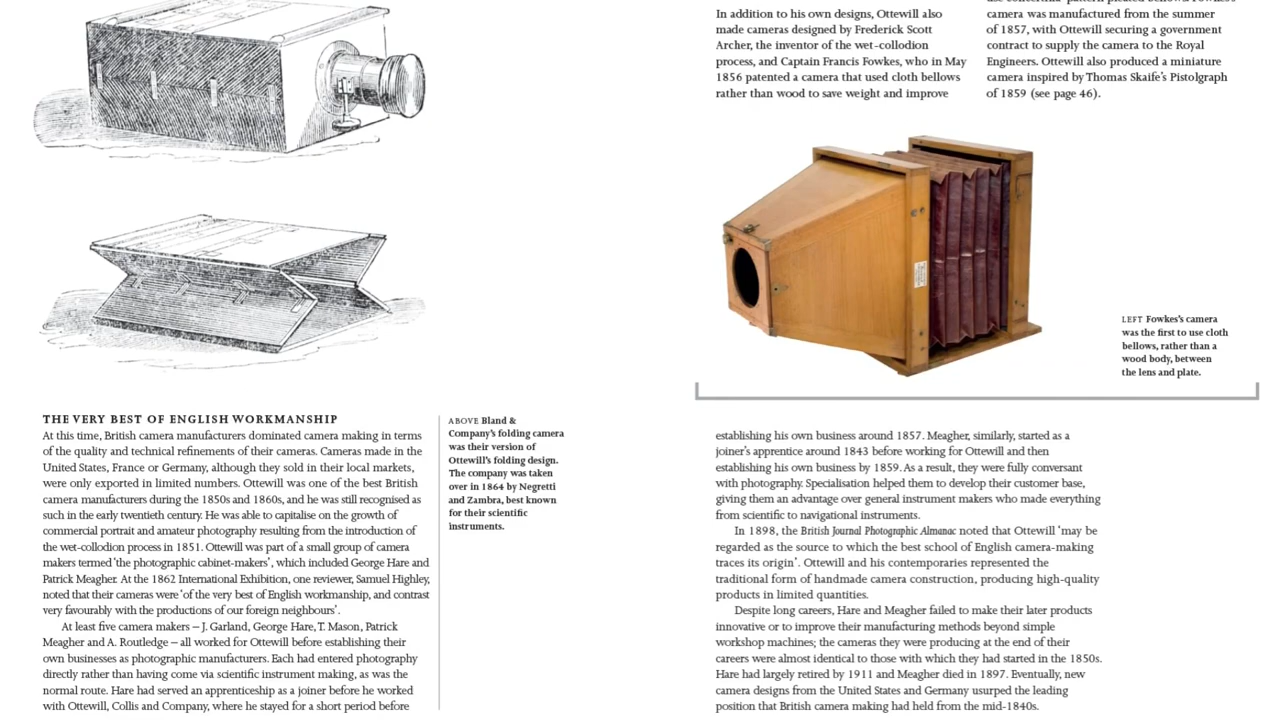 In addition to his own designs, Ottewill also
made cameras designed by Frederick Scott
Archer, the inventor of the wet-collodion
process, and Captain Francis Fowkes, who in May
1856 patented a camera that used cloth bellows
rather than wood to save weight and improve
camera was manufactured from the summer
of 1857, with Ottewill securing a government
contract to supply the camera to the Royal
Engineers. Ottewill also produced a miniature
camera inspired by Thomas Skaife's Pistolgraph
of 1859 (see page 46).
LEFT Fowkes's camera
was the first to use cloth
bellows, rather than a
wood body, between
the lens and plate.
THE VERY BEST OF ENGLISH WORKMANSHIP
At this time, British camera manufacturers dominated camera making in terms
of the quality and technical refinements of their cameras. Cameras made in the
United States, France or Germany, although they sold in their local markets,
were only exported in limited numbers. Ottewill was one of the best British
camera manufacturers during the 1850s and 1860s, and he was still recognised as
such in the early twentieth century. He was able to capitalise on the growth of
commercial portrait and amateur photography resulting from the introduction of
the wet-collodion process in 1851. Ottewill was part of a small group of camera
makers termed 'the photographic cabinet-makers', which included George Hare and
Patrick Meagher. At the 1862 International Exhibition, one reviewer, Samuel Highley,
noted that their cameras were 'of the very best of English workmanship, and contrast
very favourably with the productions of our foreign neighbours'.
At least five camera makers – J. Garland, George Hare, T. Mason, Patrick
Meagher and A. Routledge – all worked for Ottewill before establishing their
own businesses as photographic manufacturers. Each had entered photography
directly rather than having come via scientific instrument making, as was the
normal route. Hare had served an apprenticeship as a joiner before he worked
with Ottewill, Collis and Company, where he stayed for a short period before
ABOVE Bland &
Company's folding camera
was their version of
Ottewill's folding design.
The company was taken
over in 1864 by Negretti
and Zambra, best known
for their scientific
instruments.
establishing his own business around 1857. Meagher, similarly, started as a
joiner's apprentice around 1843 before working for Ottewill and then
establishing his own business by 1859. As a result, they were fully conversant
with photography. Specialisation helped them to develop their customer base,
giving them an advantage over general instrument makers who made everything
from scientific to navigational instruments.
In 1898, the British Journal Photographic Almanac noted that Ottewill 'may be
regarded as the source to which the best school of English camera-making
traces its origin'. Ottewill and his contemporaries represented the
traditional form of handmade camera construction, producing high-quality
products in limited quantities.
Despite long careers, Hare and Meagher failed to make their later products
innovative or to improve their manufacturing methods beyond simple
workshop machines; the cameras they were producing at the end of their
careers were almost identical to those with which they had started in the 1850s.
Hare had largely retired by 1911 and Meagher died in 1897. Eventually, new
camera designs from the United States and Germany usurped the leading
position that British camera making had held from the mid-1840s.